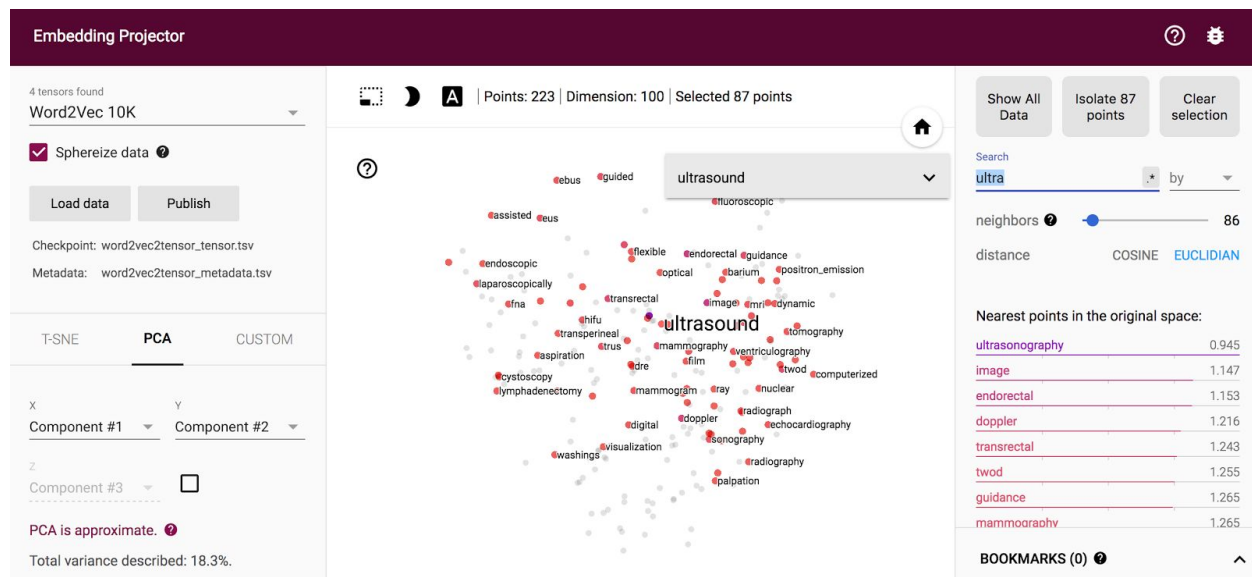 Embedding Projector
4 tensors found
Word2Vec 10K
Sphereize data
Load data
Publish
Checkpoint: word2vec2tensor_tensor.tsv
Metadata: word2vec2tensor_metadata.tsv
T-SNE
PCA
CUSTOM
X
Component #1
Y
Component #2
Z
Component #3
PCA is approximate.
Total variance described: 18.3%.
A
Points: 223 | Dimension: 100 | Selected 87 points
ultrasound
ebus
guided
fluoroscopic
assisted
eus
flexible
endorectal
guidance
endoscopic
optical
barium
positron_emission
laparoscopically
fna
transrectal
image
mri
dynamic
hifu
ultrasound
transperineal
tomography
trus
mammography
ventriculography
aspiration
dre
film
twod
computerized
cystoscopy
lymphadenectomy
mammogram
ray
nuclear
radiograph
digital
doppler
echocardiography
sonography
visualization
washings
radiography
palpation
Show All
Data
Isolate 87
points
Clear
selection
Search
ultra
.*
by
neighbors
86
distance
COSINE
EUCLIDIAN
Nearest points in the original space:
ultrasonography 0.945
image 1.147
endorectal 1.153
doppler 1.216
transrectal 1.243
twod 1.255
guidance 1.265
mammography 1.265
BOOKMARKS (0)